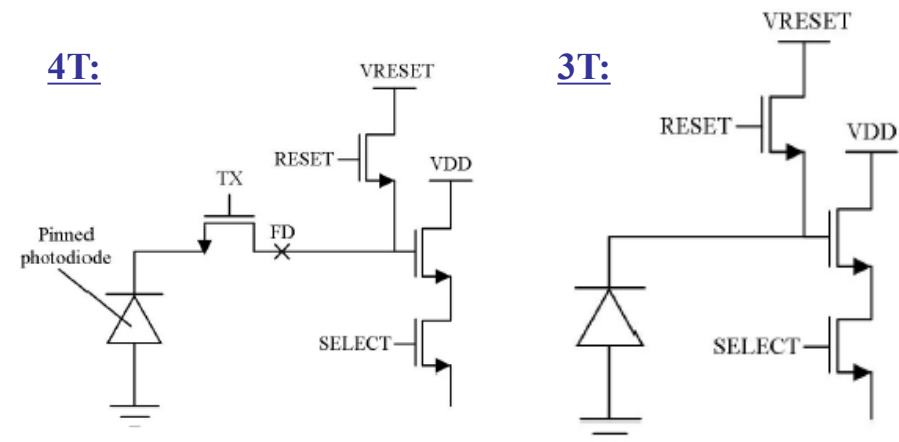 4T:
VRESET
RESET
VDD
TX
FD
Pinned
photodiode
SELECT
3T:
VRESET
RESET
VDD
SELECT